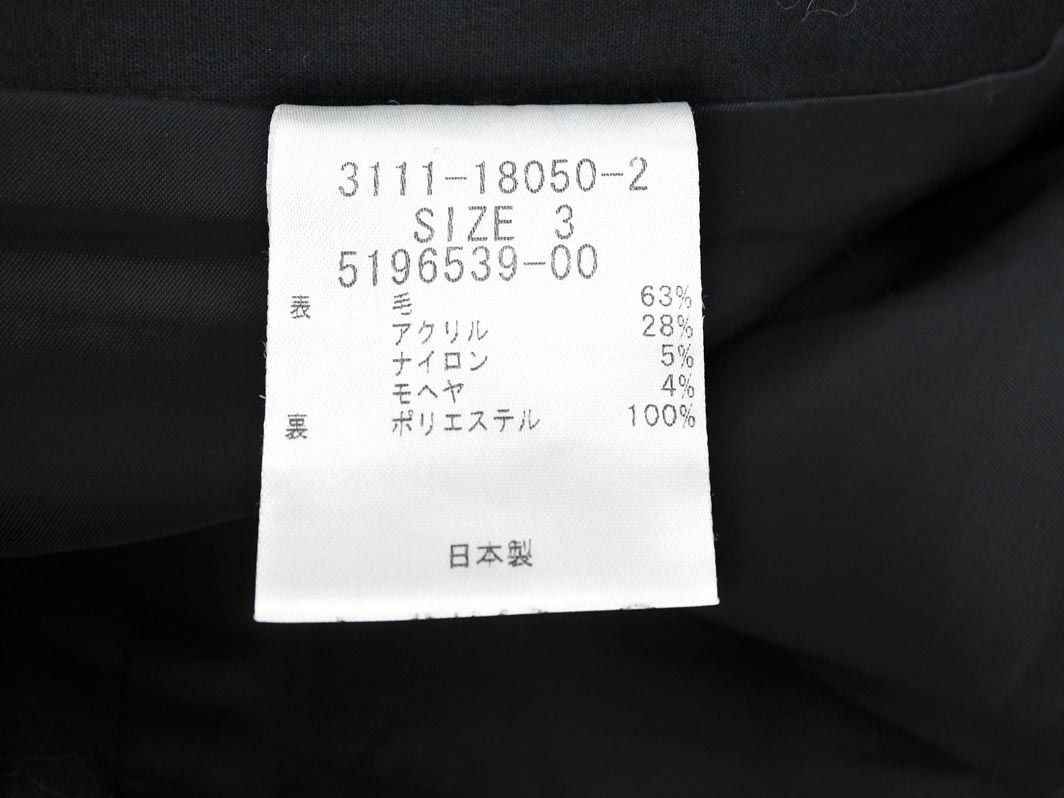 3111-18050-2
SIZE 3
5196539-00
表 毛 63%
アクリル 28%
ナイロン 5%
モヘヤ 4%
裏 ポリエステル 100%
日本製